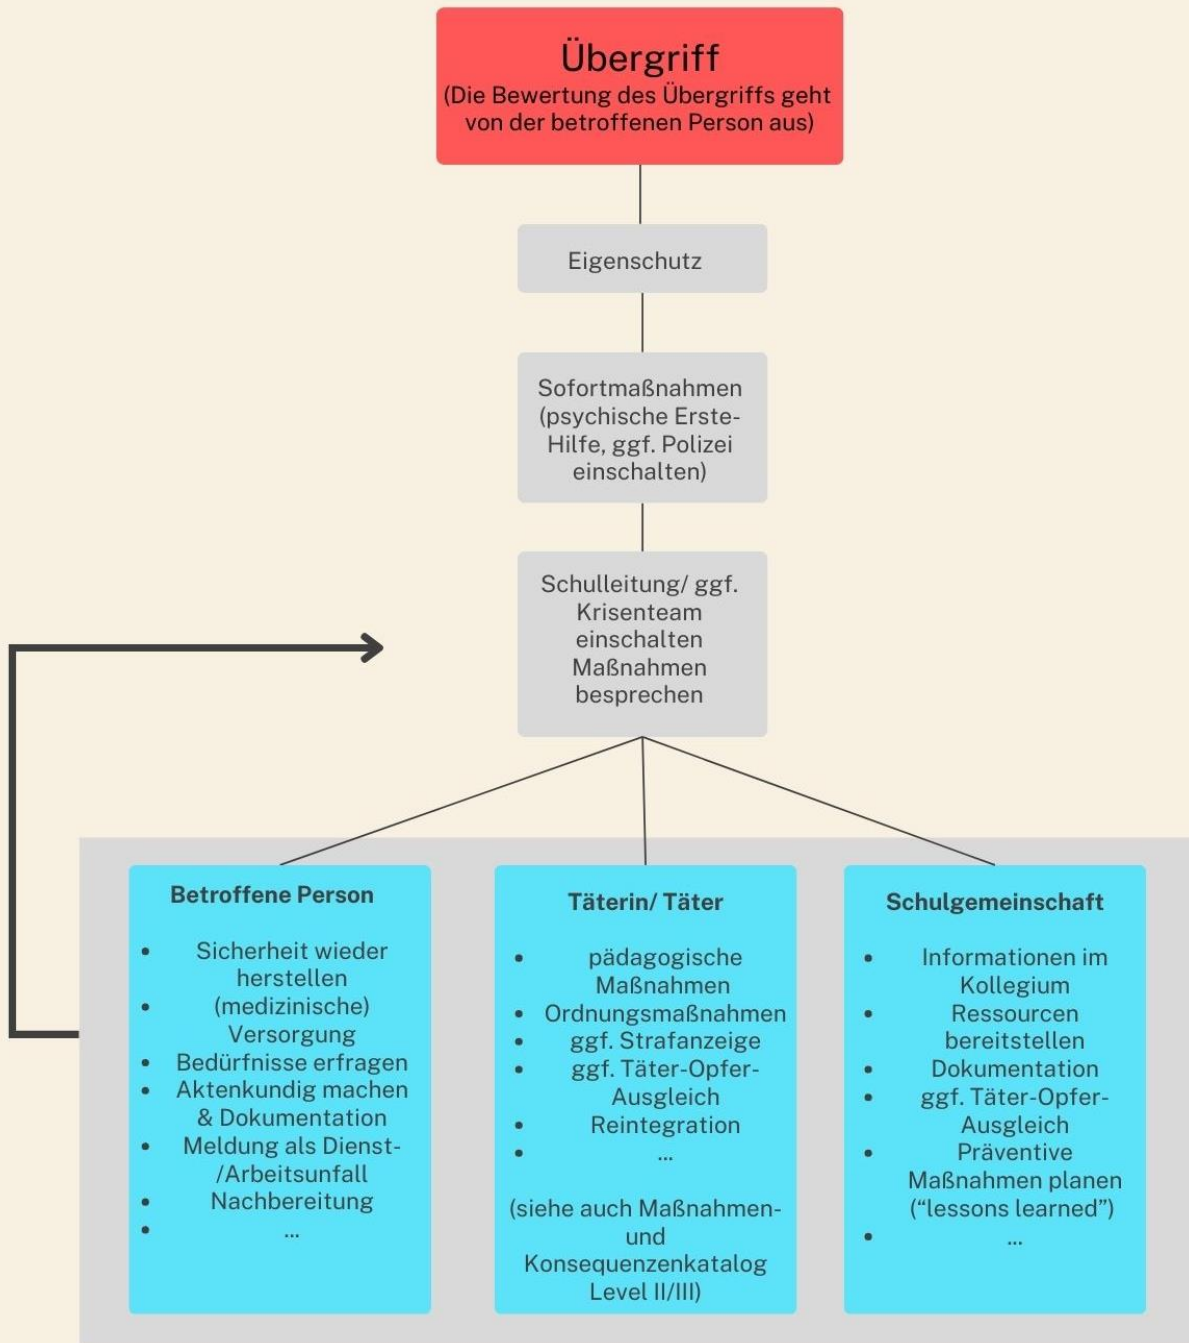 Übergriff
(Die Bewertung des Übergriffs geht
von der betroffenen Person aus)
Eigenschutz
Sofortmaßnahmen
(psychische Erste-
Hilfe, ggf. Polizei
einschalten)
Schulleitung/ ggf.
Krisenteam
einschalten
Maßnahmen
besprechen
Betroffene Person
• Sicherheit wieder
herstellen
• (medizinische)
Versorgung
• Bedürfnisse erfragen
• Aktenkundig machen
& Dokumentation
• Meldung als Dienst-
/Arbeitsunfall
• Nachbereitung
• ...
Täterin/ Täter
• pädagogische
Maßnahmen
• Ordnungsmaßnahmen
• ggf. Strafanzeige
• ggf. Täter-Opfer-
Ausgleich
• Reintegration
• ...
(siehe auch Maßnahmen-
und
Konsequenzenkatalog
Level II/III)
Schulgemeinschaft
• Informationen im
Kollegium
• Ressourcen
bereitstellen
• Dokumentation
• ggf. Täter-Opfer-
Ausgleich
• Präventive
Maßnahmen planen
(“lessons learned”)
• ...